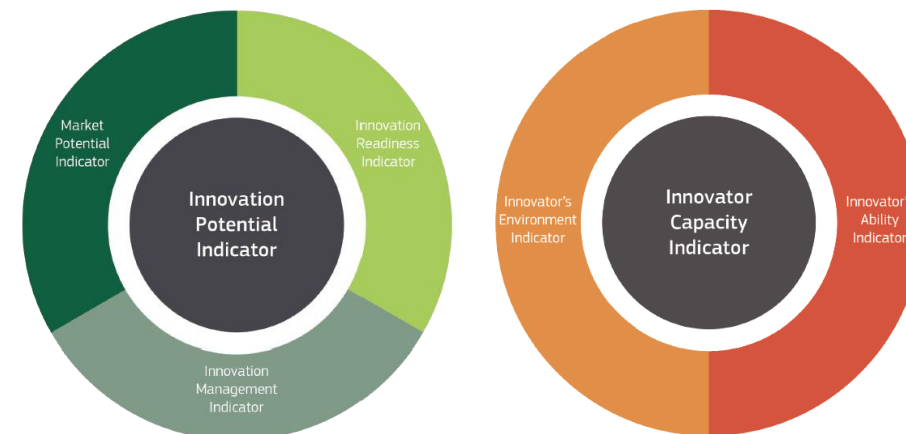 Market
Potential
Indicator
Innovation
Readiness
Indicator
Innovation
Potential
Indicator
Innovation
Management
Indicator
Innovator's
Environment
Indicator
Innovator
Capacity
Indicator
Innovator'
Ability
Indicator